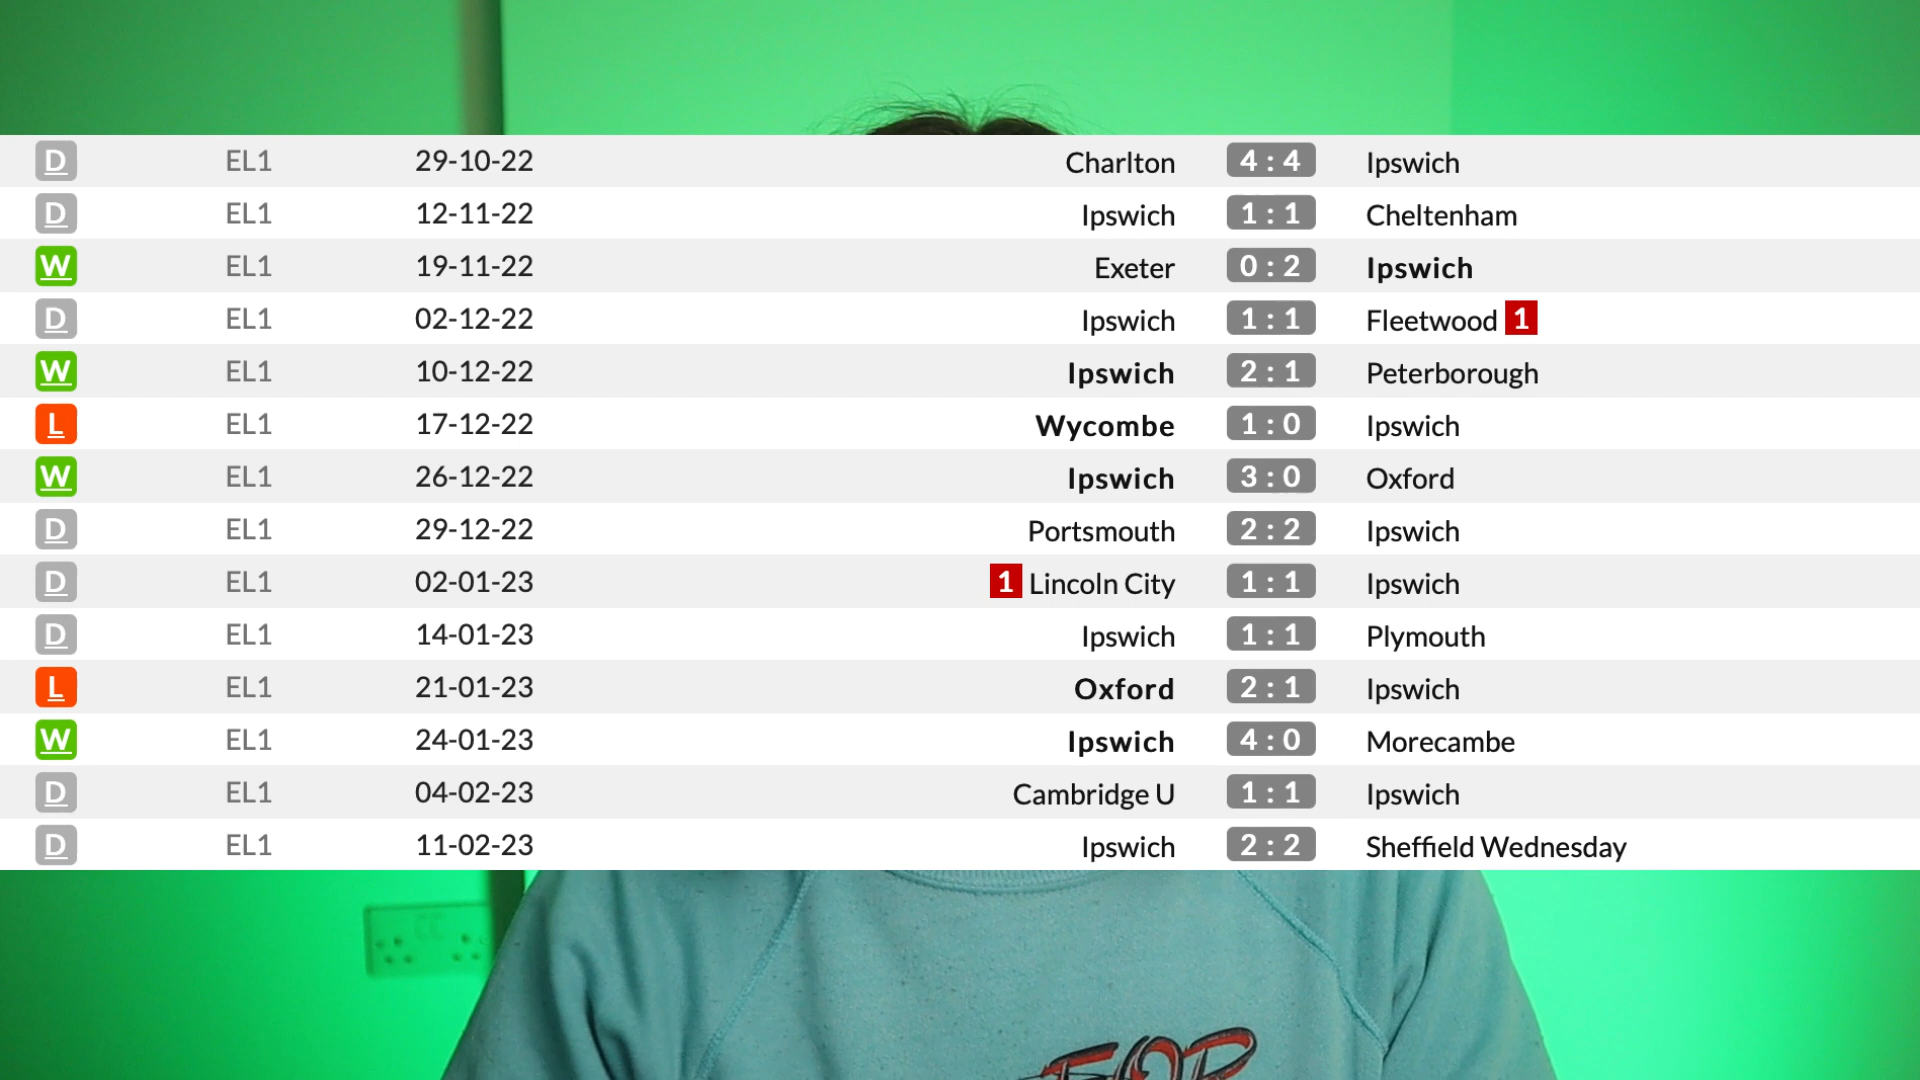 D EL1 29-10-22 Charlton 4 : 4 Ipswich
D EL1 12-11-22 Ipswich 1 : 1 Cheltenham
W EL1 19-11-22 Exeter 0 : 2 Ipswich
D EL1 02-12-22 Ipswich 1 : 1 Fleetwood 1
W EL1 10-12-22 Ipswich 2 : 1 Peterborough
L EL1 17-12-22 Wycombe 1 : 0 Ipswich
W EL1 26-12-22 Ipswich 3 : 0 Oxford
D EL1 29-12-22 Portsmouth 2 : 2 Ipswich
D EL1 02-01-23 1 Lincoln City 1 : 1 Ipswich
D EL1 14-01-23 Ipswich 1 : 1 Plymouth
L EL1 21-01-23 Oxford 2 : 1 Ipswich
W EL1 24-01-23 Ipswich 4 : 0 Morecambe
D EL1 04-02-23 Cambridge U 1 : 1 Ipswich
D EL1 11-02-23 Ipswich 2 : 2 Sheffield Wednesday